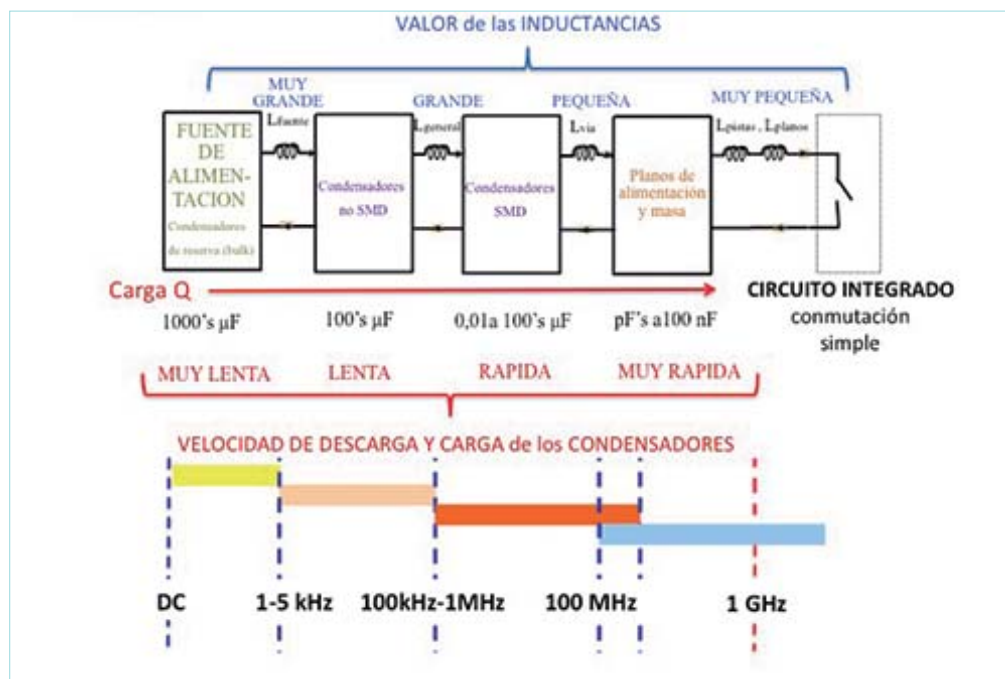 VALOR de las INDUCTANCIAS
MUY
GRANDE
GRANDE
PEQUEÑA
MUY PEQUEÑA
Lfuente
Lgeneral
Lvia
Lpistas , Lplanos
FUENTE
DE
ALIMEN-
TACION
Condensadores
de reserva (bulk)
Condensadores
no SMD
Condensadores
SMD
Planos de
alimentación
y masa
Carga Q
CIRCUITO INTEGRADO
conmutación
simple
1000's µF
100's µF
0,01a 100's µF
pF's a100 nF
MUY LENTA
LENTA
RAPIDA
MUY RAPIDA
VELOCIDAD DE DESCARGA Y CARGA de los CONDENSADORES
DC
1-5 kHz
100kHz-1MHz
100 MHz
1 GHz